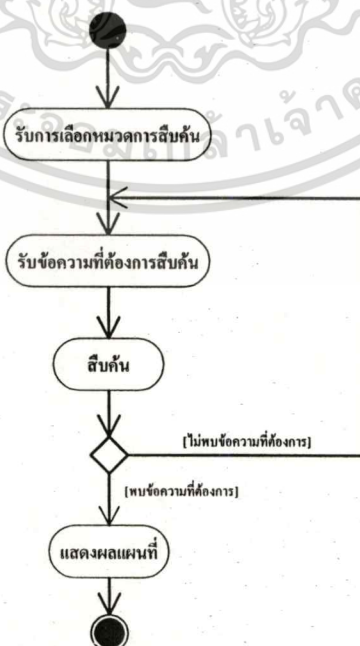 รับการเลือกหมวดการสืบค้น
รับข้อความที่ต้องการสืบค้น
สืบค้น
[ไม่พบข้อความที่ต้องการ]
[พบข้อความที่ต้องการ]
แสดงผลแผนที่